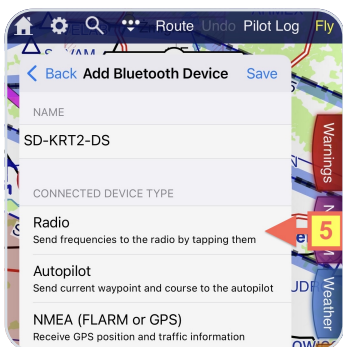 Route Undo Pilot Log Fly
Back Add Bluetooth Device Save
NAME
SD-KRT2-DS
CONNECTED DEVICE TYPE
Radio
Send frequencies to the radio by tapping them
Autopilot
Send current waypoint and course to the autopilot
NMEA (FLARM or GPS)
Receive GPS position and traffic information
Warnings
5
Weather